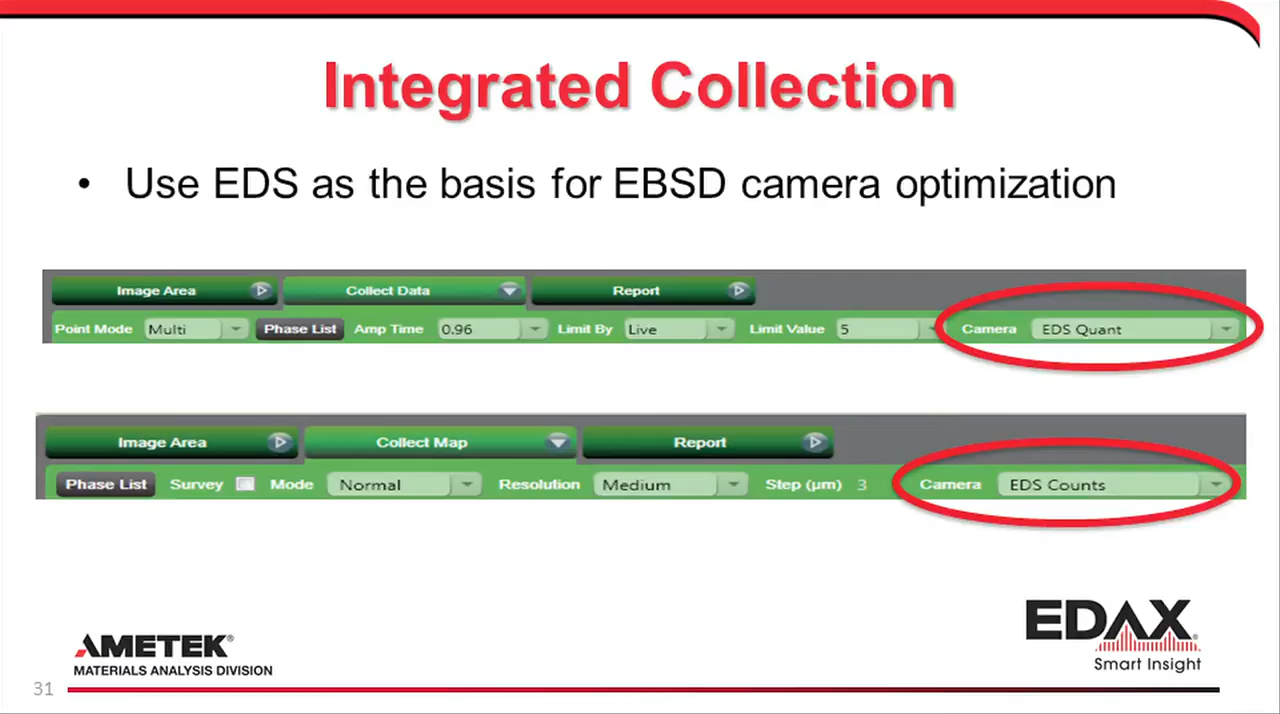 Integrated Collection
• Use EDS as the basis for EBSD camera optimization
Image Area Collect Data Report
Point Mode Multi Phase List Amp Time 0.96 Limit By Live Limit Value 5 Camera EDS Quant
Image Area Collect Map Report
Phase List Survey Mode Normal Resolution Medium Step (µm) 3 Camera EDS Counts
AMETEK®
MATERIALS ANALYSIS DIVISION
EDAX®
Smart Insight
31